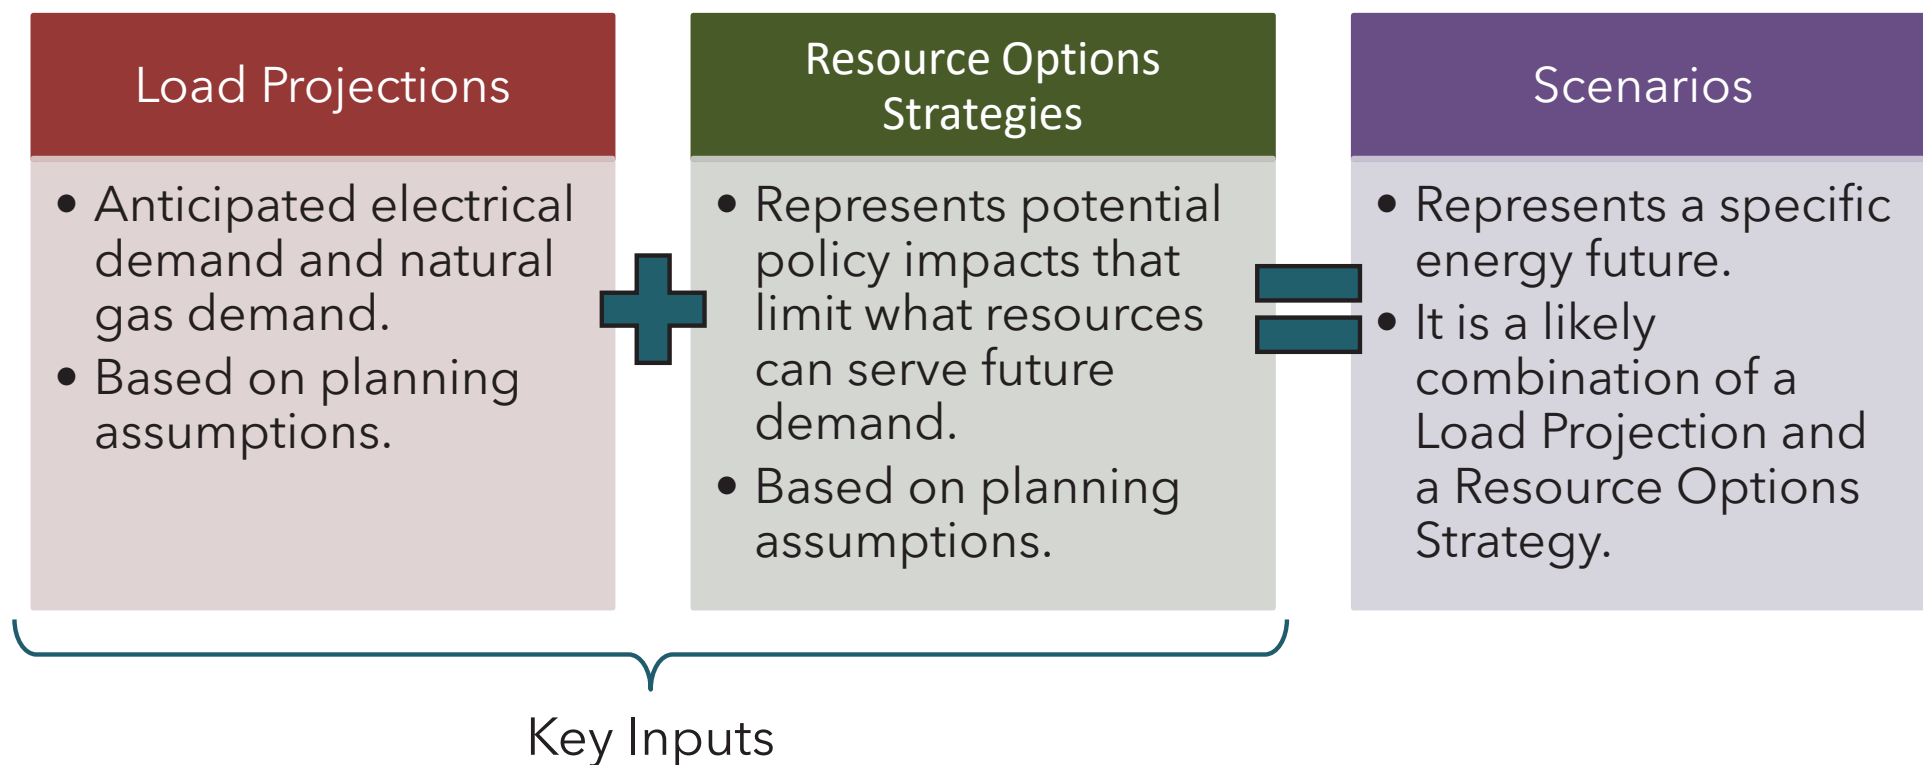 Load Projections
• Anticipated electrical
demand and natural
gas demand.
• Based on planning
assumptions.
Resource Options
Strategies
• Represents potential
policy impacts that
limit what resources
can serve future
demand.
• Based on planning
assumptions.
Scenarios
• Represents a specific
energy future.
• It is a likely
combination of a
Load Projection and
a Resource Options
Strategy.
Key Inputs